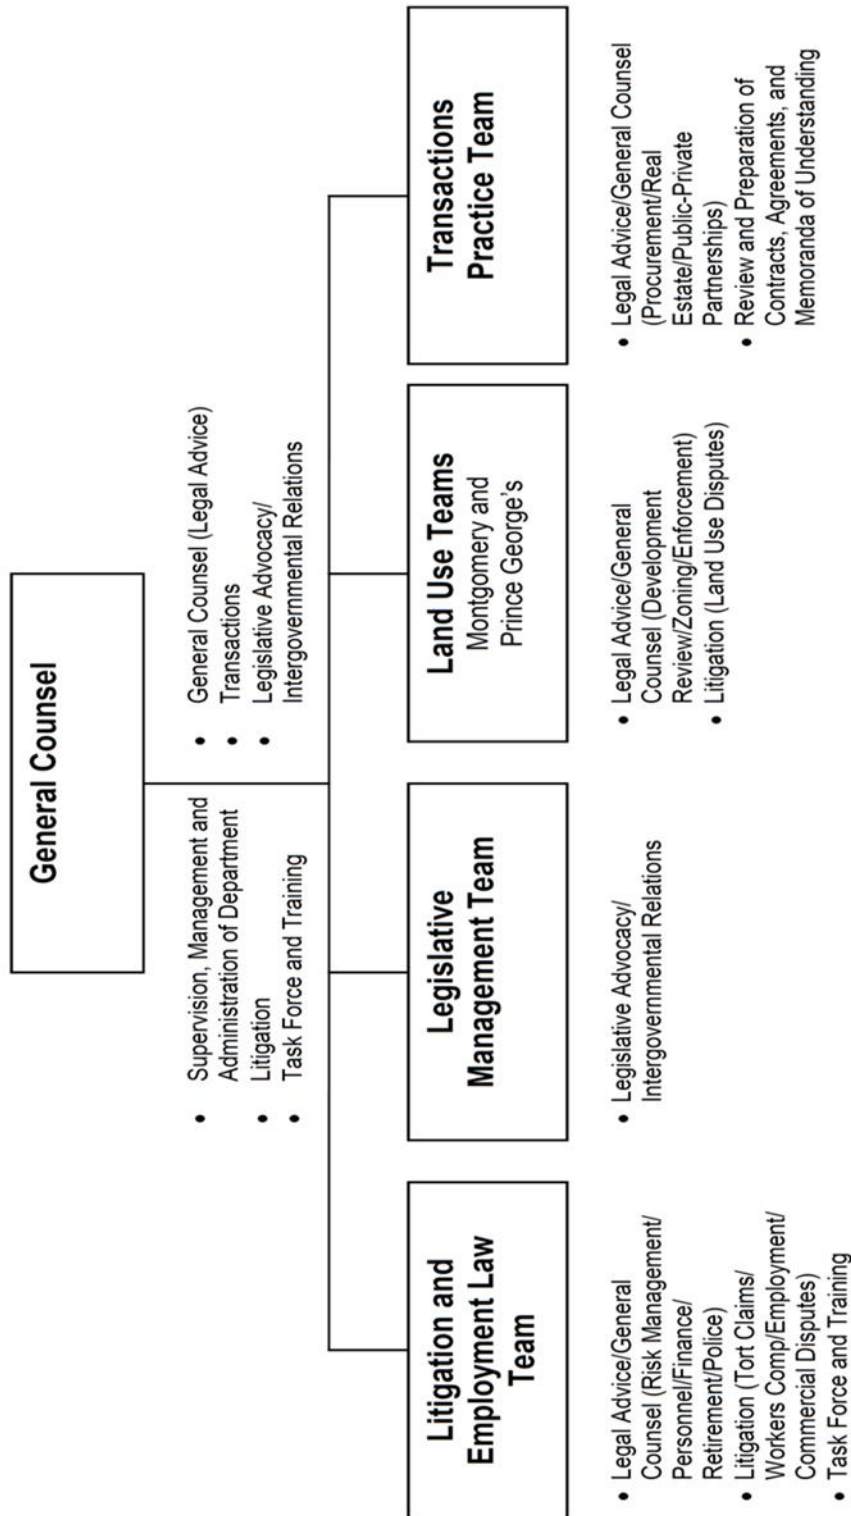 General Counsel
• Supervision, Management and
Administration of Department
• Litigation
• Task Force and Training
• General Counsel (Legal Advice)
• Transactions
• Legislative Advocacy/
Intergovernmental Relations
Litigation and
Employment Law
Team
• Legal Advice/General
Counsel (Risk Management/
Personnel/Finance/
Retirement/Police)
• Litigation (Tort Claims/
Workers Comp/Employment/
Commercial Disputes)
• Task Force and Training
Legislative
Management Team
• Legislative Advocacy/
Intergovernmental Relations
Land Use Teams
Montgomery and
Prince George's
• Legal Advice/General
Counsel (Development
Review/Zoning/Enforcement)
• Litigation (Land Use Disputes)
Transactions
Practice Team
• Legal Advice/General Counsel
(Procurement/Real
Estate/Public-Private
Partnerships)
• Review and Preparation of
Contracts, Agreements, and
Memoranda of Understanding